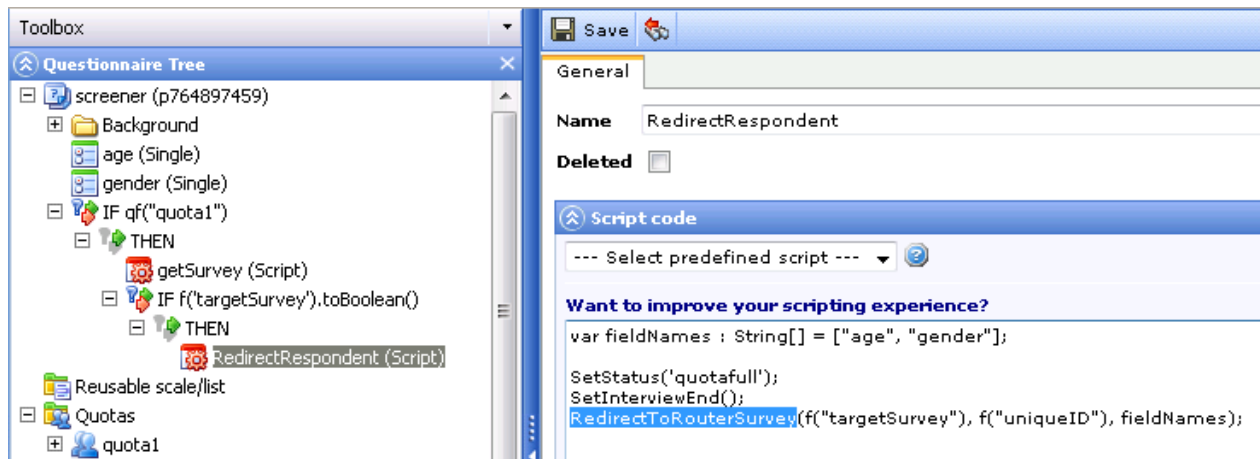 Toolbox
Questionnaire Tree
screener (p764897459)
Background
age (Single)
gender (Single)
IF qf("quota1")
THEN
getSurvey (Script)
IF f('targetSurvey').toBoolean()
THEN
RedirectRespondent (Script)
Reusable scale/list
Quotas
quota1
Save
General
Name RedirectRespondent
Deleted
Script code
--- Select predefined script ---
Want to improve your scripting experience?
var fieldNames : String[] = ["age", "gender"];
SetStatus('quotafull');
SetInterviewEnd();
RedirectToRouterSurvey(f("targetSurvey"), f("uniqueID"), fieldNames);